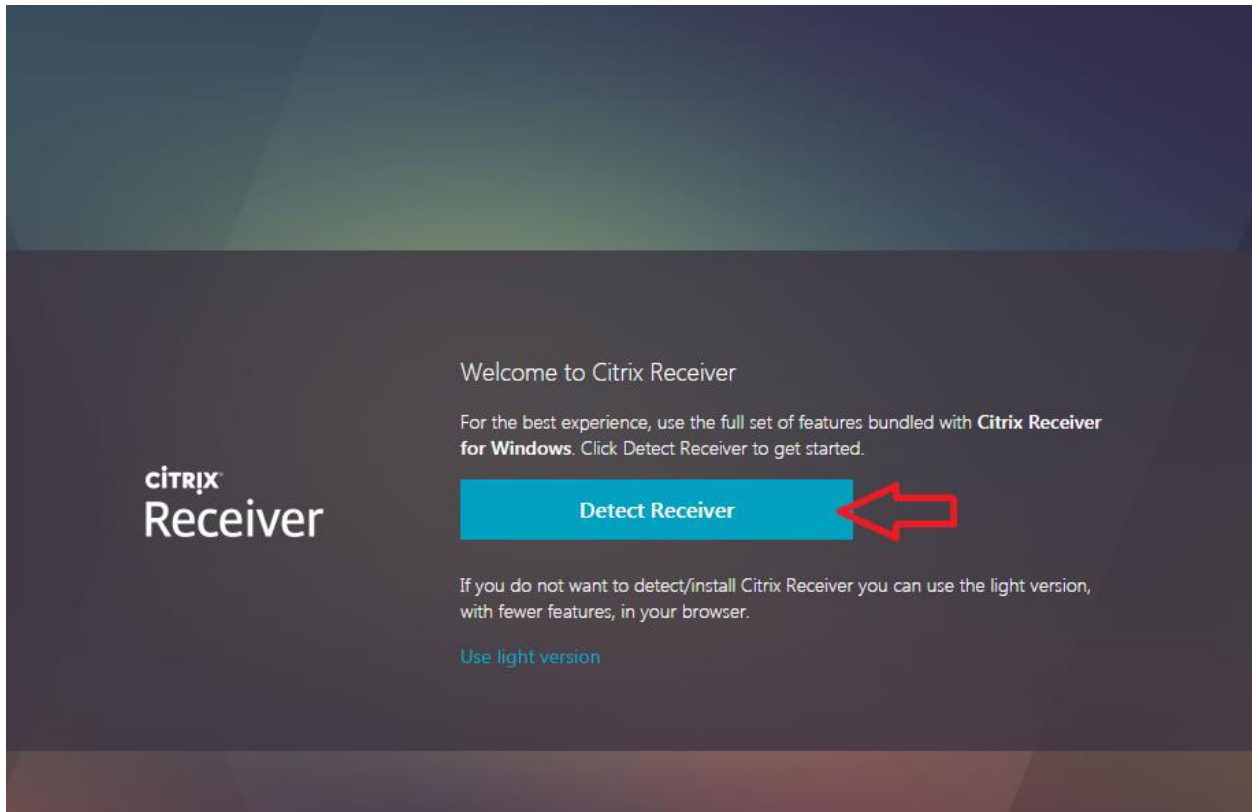 Welcome to Citrix Receiver
For the best experience, use the full set of features bundled with Citrix Receiver
for Windows. Click Detect Receiver to get started.
CİTRIX
Receiver
Detect Receiver
If you do not want to detect/install Citrix Receiver you can use the light version,
with fewer features, in your browser.
Use light version